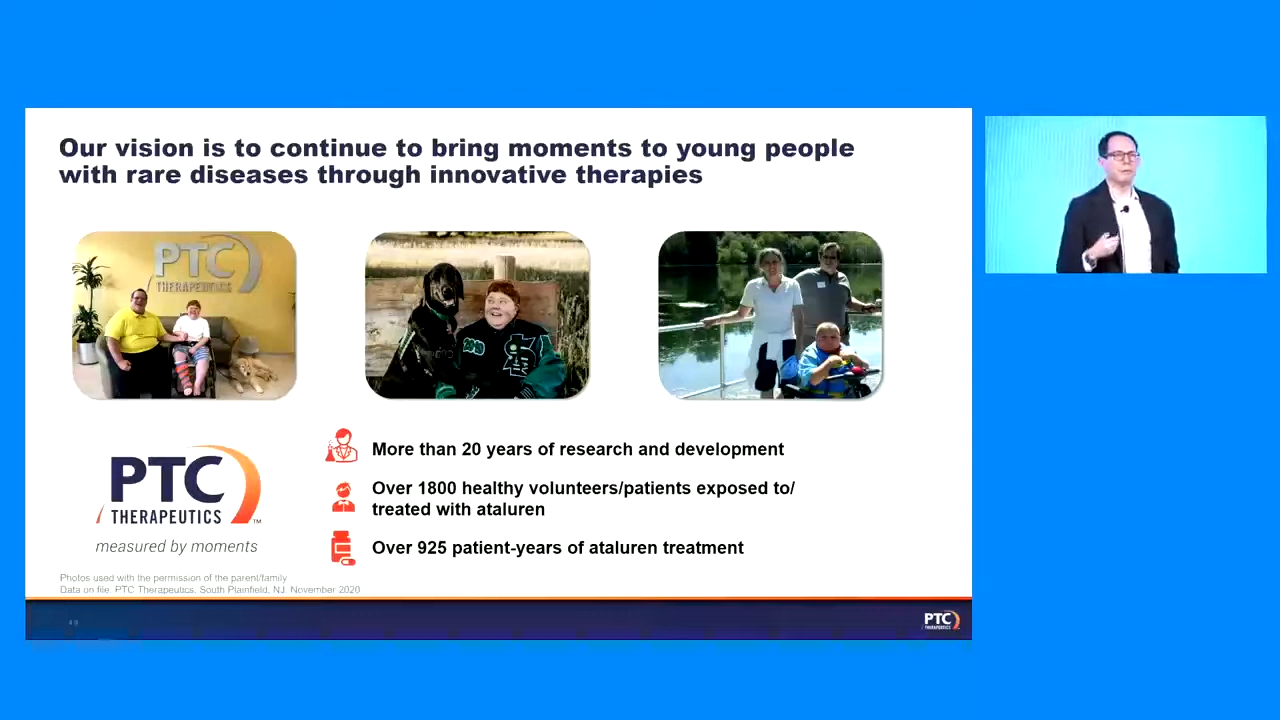 Our vision is to continue to bring moments to young people
with rare diseases through innovative therapies
PTC
THERAPEUTICS
PTC
THERAPEUTICS
TM
measured by moments
More than 20 years of research and development
Over 1800 healthy volunteers/patients exposed to/
treated with ataluren
Over 925 patient-years of ataluren treatment
Photos used with the permission of the parent/family
Data on file. PTC Therapeutics. South Plainfield, NJ. November 2020
PTC
THERAPEUTICS